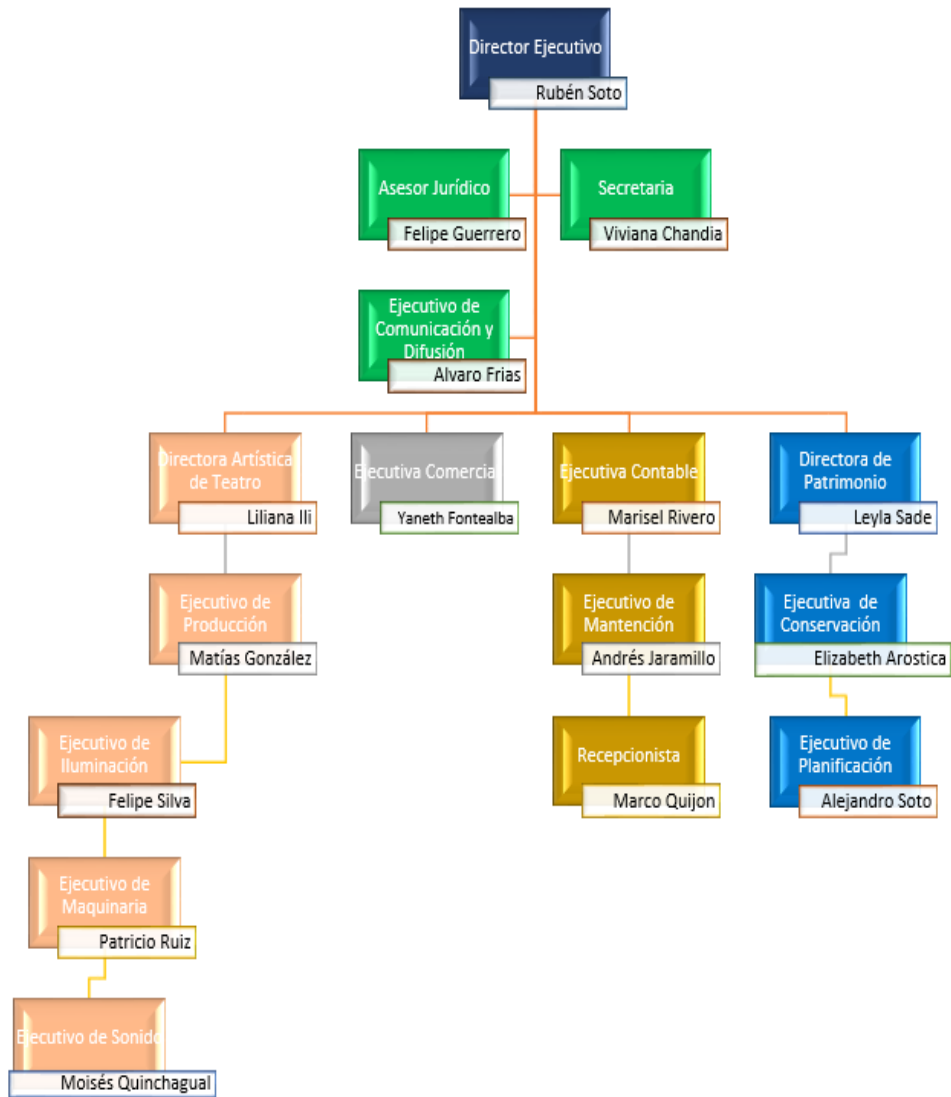 Director Ejecutivo
Rubén Soto
Asesor Jurídico
Felipe Guerrero
Secretaria
Viviana Chandia
Ejecutivo de
Comunicación y
Difusión
Alvaro Frias
Directora Artística
de Teatro
Liliana Ili
Ejecutiva Comercial
Yaneth Fontealba
Ejecutiva Contable
Marisel Rivero
Directora de
Patrimonio
Leyla Sade
Ejecutivo de
Producción
Matías González
Ejecutivo de
Mantención
Andrés Jaramillo
Ejecutiva de
Conservación
Elizabeth Arostica
Ejecutivo de
Iluminación
Felipe Silva
Recepcionista
Marco Quijon
Ejecutivo de
Planificación
Alejandro Soto
Ejecutivo de
Maquinaria
Patricio Ruiz
Ejecutivo de Sonido
Moisés Quinchagual